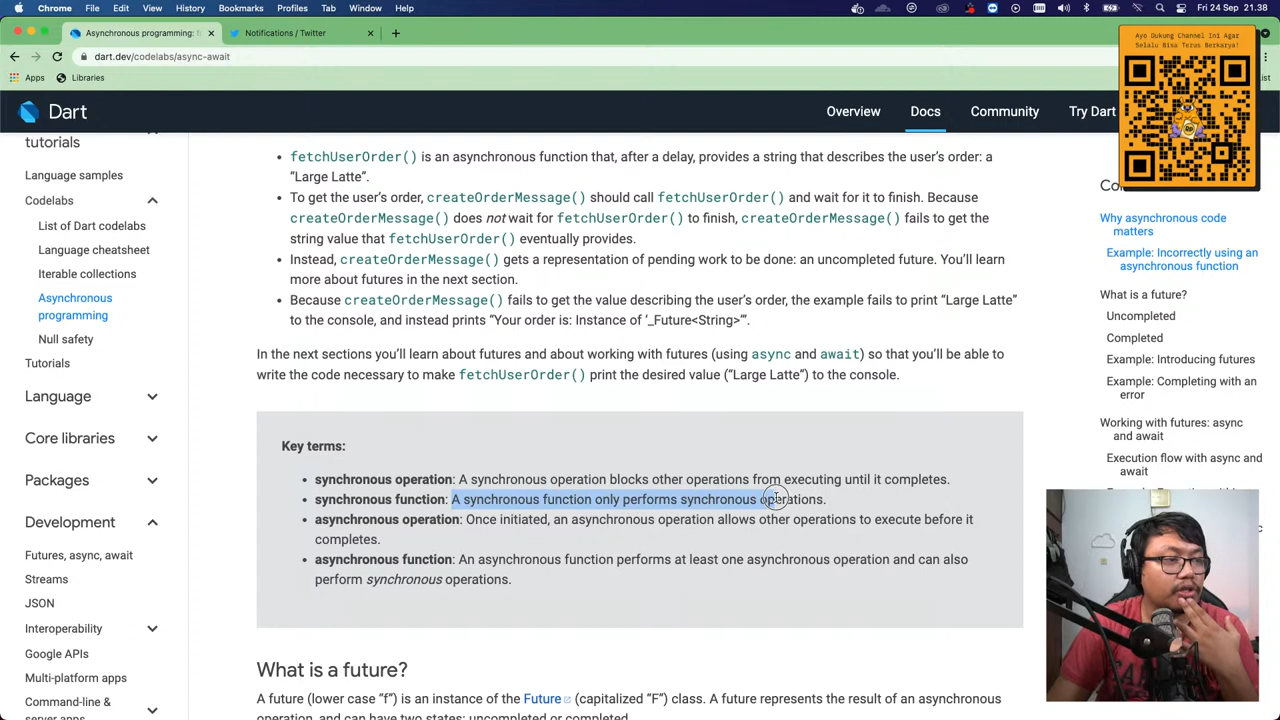 Chrome File Edit View History Bookmarks Profiles Tab Window Help Fri 24 Sep 21.38
Asynchronous programming: f Notifications / Twitter
dart.dev/codelabs/async-await
Apps Libraries
Ayo Dukung Channel Ini Agar
Selalu Bisa Terus Berkarya!
Dart Overview Docs Community Try Dart
tutorials
Language samples
Codelabs
List of Dart codelabs
Language cheatsheet
Iterable collections
Asynchronous
programming
Null safety
Tutorials
Language
Core libraries
Packages
Development
Futures, async, await
Streams
JSON
Interoperability
Google APIs
Multi-platform apps
Command-line &
server apps
• fetchUserOrder() is an asynchronous function that, after a delay, provides a string that describes the user’s order: a
“Large Latte”.
• To get the user’s order, createOrderMessage() should call fetchUserOrder() and wait for it to finish. Because
createOrderMessage() does not wait for fetchUserOrder() to finish, createOrderMessage() fails to get the
string value that fetchUserOrder() eventually provides.
• Instead, createOrderMessage() gets a representation of pending work to be done: an uncompleted future. You’ll learn
more about futures in the next section.
• Because createOrderMessage() fails to get the value describing the user’s order, the example fails to print “Large Latte”
to the console, and instead prints “Your order is: Instance of ‘_Future<String>’”.
In the next sections you’ll learn about futures and about working with futures (using async and await) so that you’ll be able to
write the code necessary to make fetchUserOrder() print the desired value (“Large Latte”) to the console.
Key terms:
• synchronous operation: A synchronous operation blocks other operations from executing until it completes.
• synchronous function: A synchronous function only performs synchronous operations.
• asynchronous operation: Once initiated, an asynchronous operation allows other operations to execute before it
completes.
• asynchronous function: An asynchronous function performs at least one asynchronous operation and can also
perform synchronous operations.
What is a future?
A future (lower case “f”) is an instance of the Future (capitalized “F”) class. A future represents the result of an asynchronous
operation, and can have two states: uncompleted or completed.
Co
Why asynchronous code
matters
Example: Incorrectly using an
asynchronous function
What is a future?
Uncompleted
Completed
Example: Introducing futures
Example: Completing with an
error
Working with futures: async
and await
Execution flow with async and
await